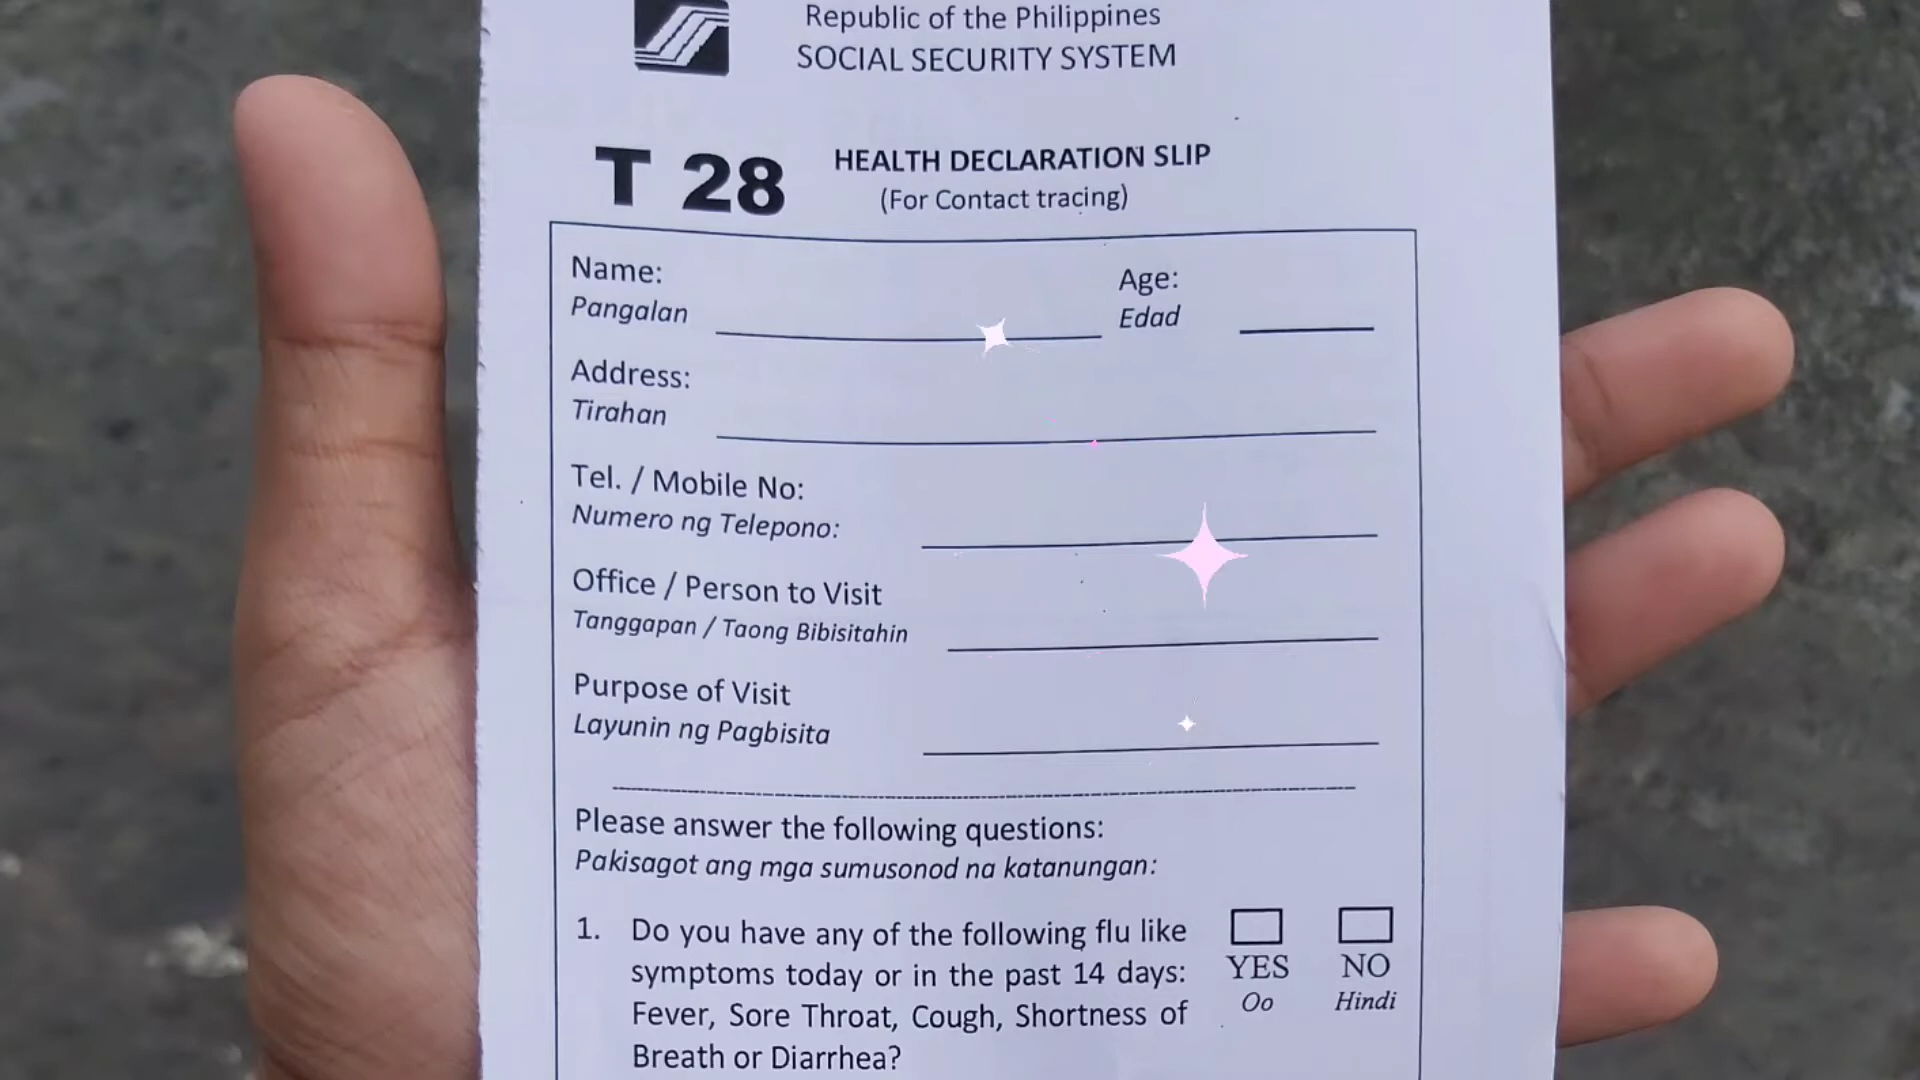 Republic of the Philippines
SOCIAL SECURITY SYSTEM
T 28
HEALTH DECLARATION SLIP
(For Contact tracing)
Name:
Pangalan
Age:
Edad
Address:
Tirahan
Tel. / Mobile No:
Numero ng Telepono:
Office / Person to Visit
Tanggapan / Taong Bibisitahin
Purpose of Visit
Layunin ng Pagbisita
Please answer the following questions:
Pakisagot ang mga sumusonod na katanungan:
1. Do you have any of the following flu like
symptoms today or in the past 14 days:
Fever, Sore Throat, Cough, Shortness of
Breath or Diarrhea?
YES
Oo
NO
Hindi